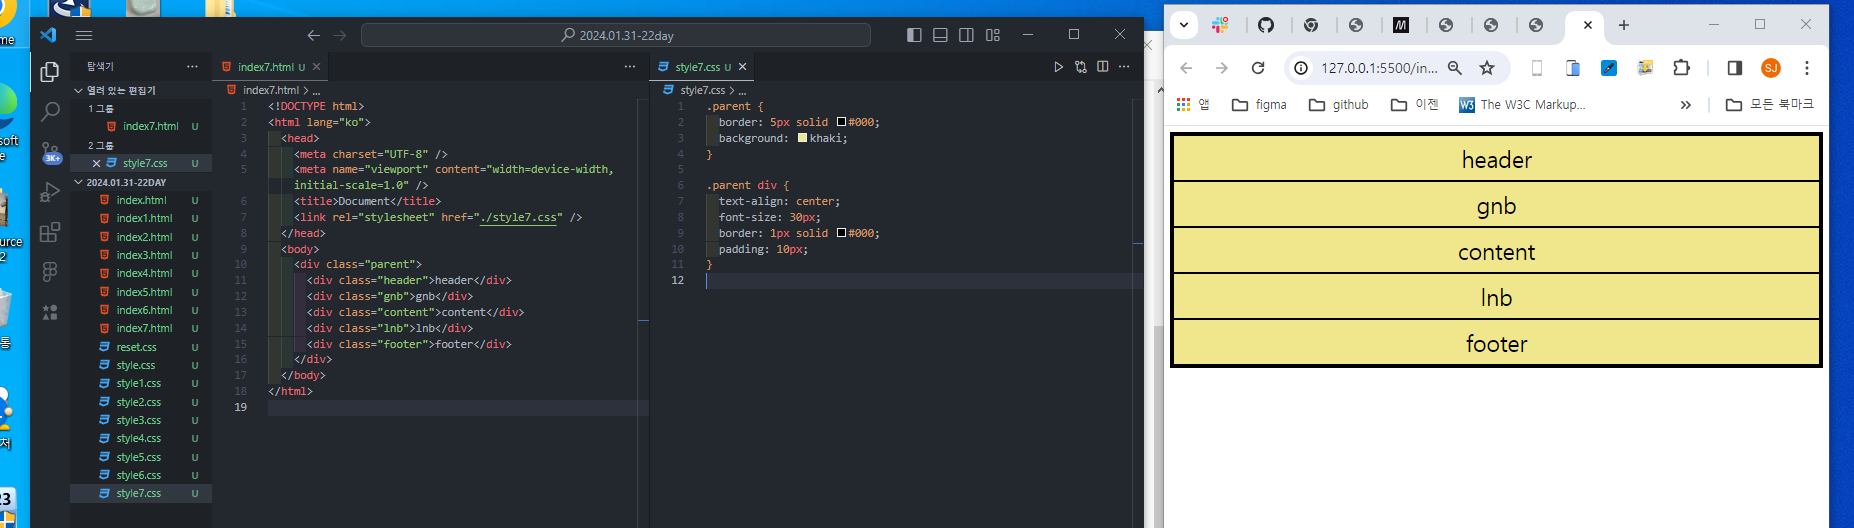 me
soft
e
ource
2
통
처
23
2024.01.31-22day
탐색기 ···
열려 있는 편집기
1 그룹
index7.html U
2 그룹
style7.css U
3K+
2024.01.31-22DAY
index.html U
index1.html U
index2.html U
index3.html U
index4.html U
index5.html U
index6.html U
index7.html U
reset.css U
style.css U
style1.css U
style2.css U
style3.css U
style4.css U
style5.css U
style6.css U
style7.css U
index7.html U
index7.html > ...
1 <!DOCTYPE html>
2 <html lang="ko">
3 <head>
4 <meta charset="UTF-8" />
5 <meta name="viewport" content="width=device-width,
initial-scale=1.0" />
6 <title>Document</title>
7 <link rel="stylesheet" href="./style7.css" />
8 </head>
9 <body>
10 <div class="parent">
11 <div class="header">header</div>
12 <div class="gnb">gnb</div>
13 <div class="content">content</div>
14 <div class="lnb">lnb</div>
15 <div class="footer">footer</div>
16 </div>
17 </body>
18 </html>
19
style7.css U
style7.css > ...
1 .parent {
2 border: 5px solid #000;
3 background: khaki;
4 }
5
6 .parent div {
7 text-align: center;
8 font-size: 30px;
9 border: 1px solid #000;
10 padding: 10px;
11 }
12
127.0.0.1:5500/in...
SJ
앱 figma github 이젠 W3 The W3C Markup... » 모든 북마크
header
gnb
content
lnb
footer